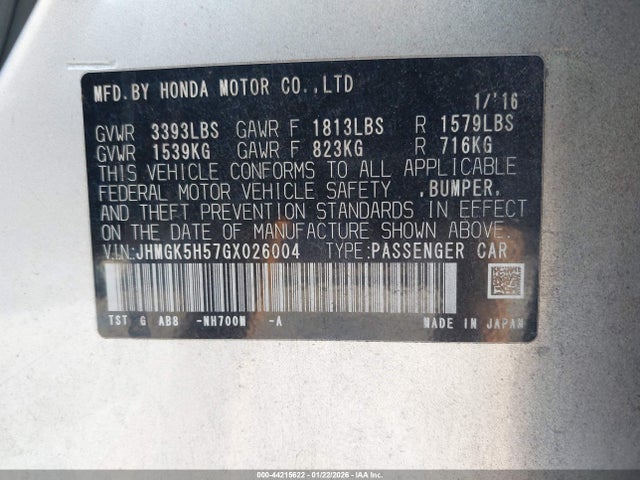 MFD.BY HONDA MOTOR CO.,LTD 1/'16
GVWR 3393LBS GAWR F 1813LBS R 1579LBS
GVWR 1539KG GAWR F 823KG R 716KG
THIS VEHICLE CONFORMS TO ALL APPLICABLE
FEDERAL MOTOR VEHICLE SAFETY ,BUMPER,
AND THEFT PREVENTION STANDARDS IN EFFECT
ON THE DATE OF MANUFACTURE SHOWN ABOVE.
V.I.N:JHMGK5H57GX026004 TYPE:PASSENGER CAR
TST G AB8 -NH700M -A MADE IN JAPAN
000-44215622 - 01/22/2026 - IAAI, Inc.